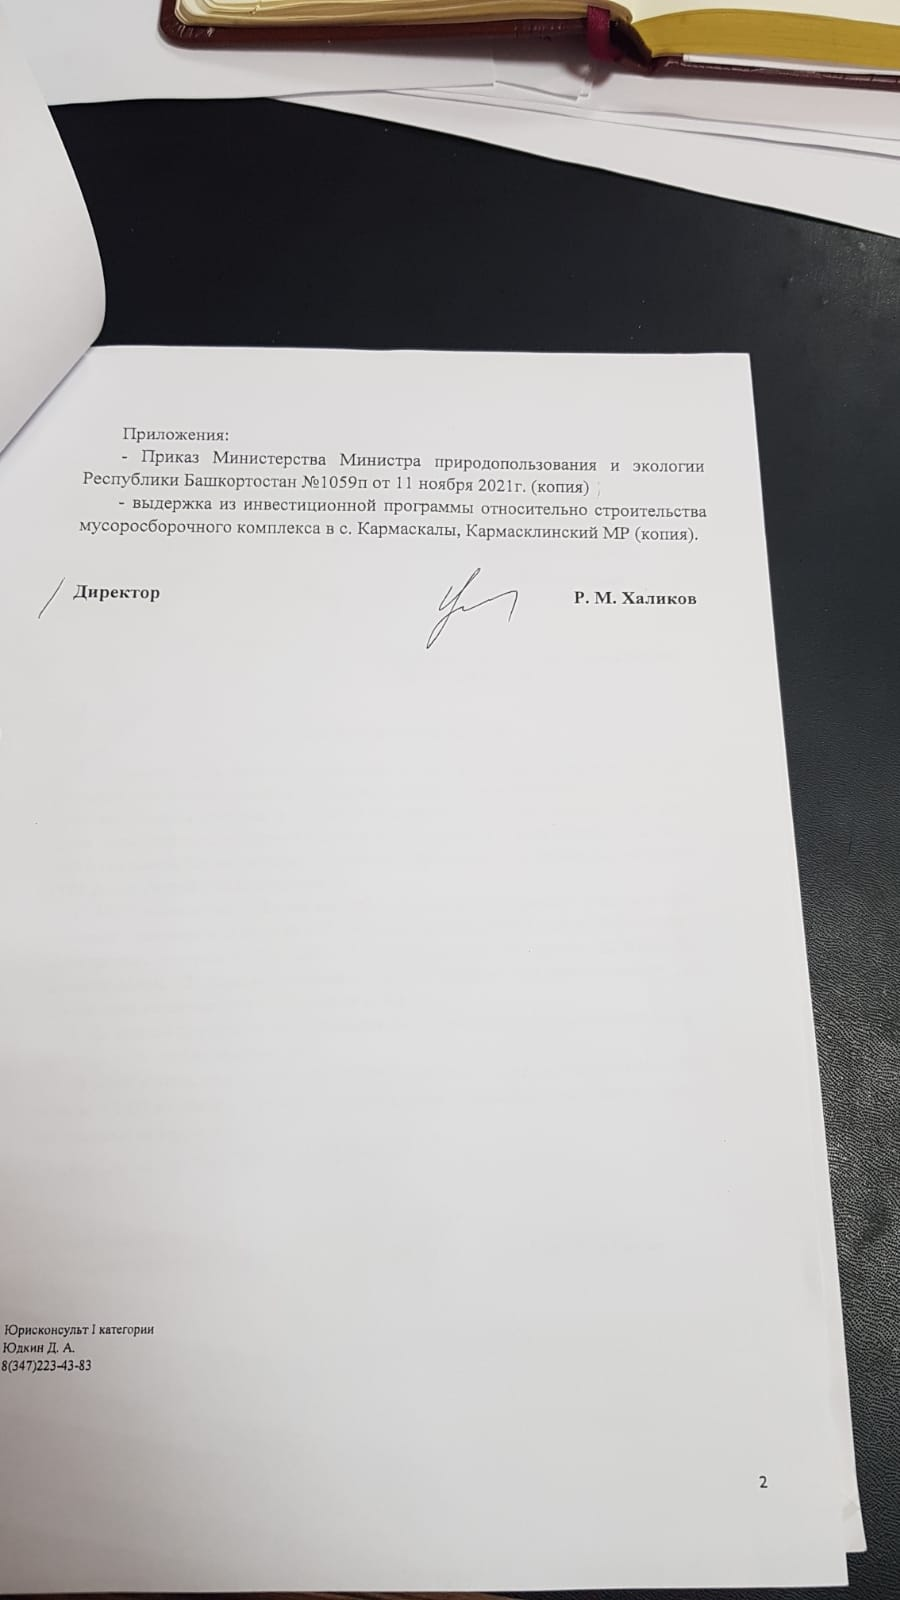 Приложения:
- Приказ Министерства Министра природопользования и экологии
Республики Башкортостан №1059п от 11 ноября 2021г. (копия)
- выдержка из инвестиционной программы относительно строительства
мусоросборочного комплекса в с. Кармаскалы, Кармасклинский МР (копия).
Директор Р. М. Халиков
Юрисконсульт I категории
Юдкин Д. А.
8(347)223-43-83
2